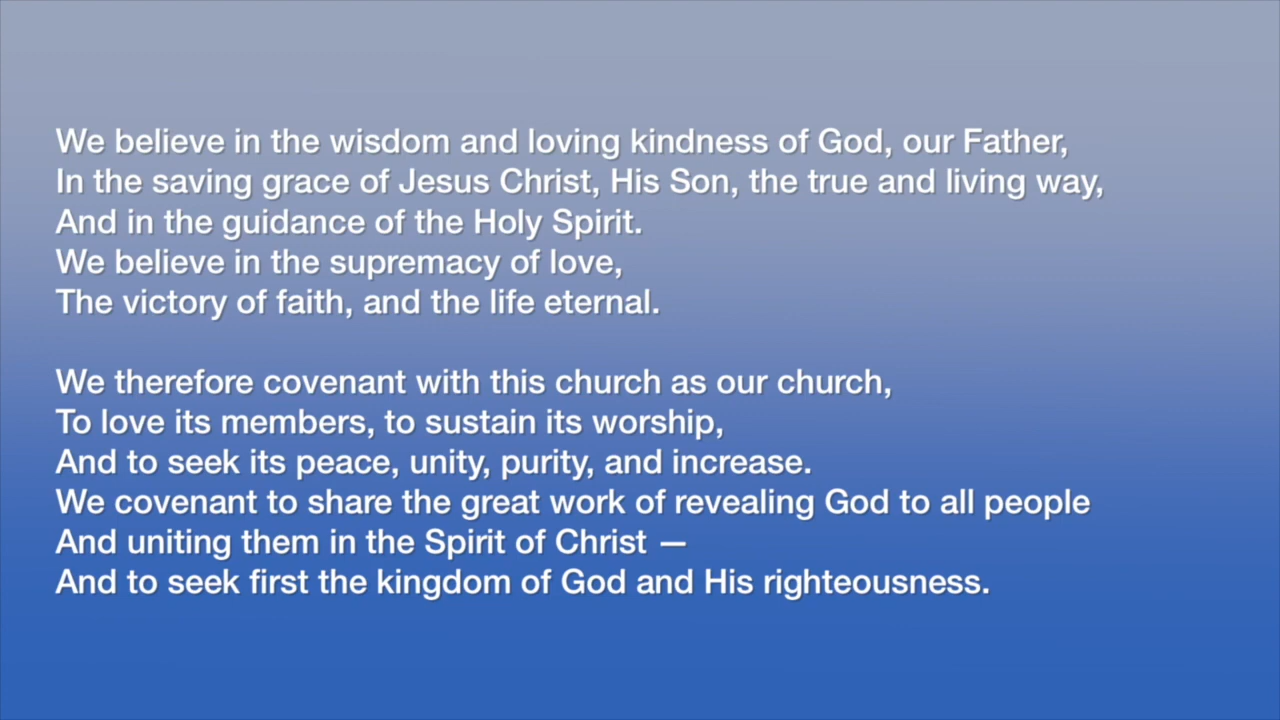 We believe in the wisdom and loving kindness of God, our Father,
In the saving grace of Jesus Christ, His Son, the true and living way,
And in the guidance of the Holy Spirit.
We believe in the supremacy of love,
The victory of faith, and the life eternal.
We therefore covenant with this church as our church,
To love its members, to sustain its worship,
And to seek its peace, unity, purity, and increase.
We covenant to share the great work of revealing God to all people
And uniting them in the Spirit of Christ —
And to seek first the kingdom of God and His righteousness.